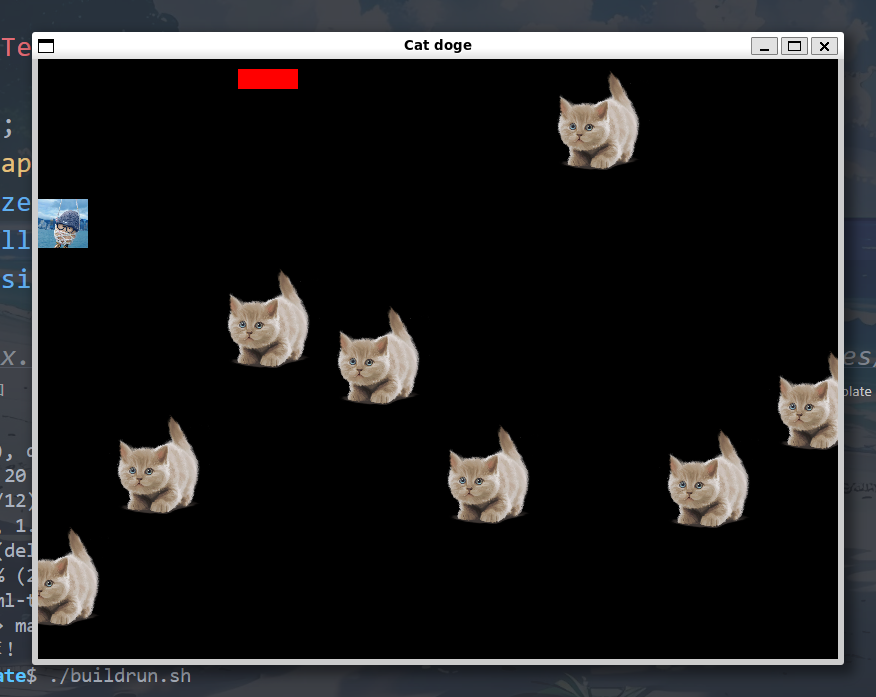 Cat doge
Te
;
ap
ze
ll
si
x.
es/
plate
), 
20
/12)
, 1.
(del
% (2
ml-t
> ma
!
ate$ ./buildrun.sh